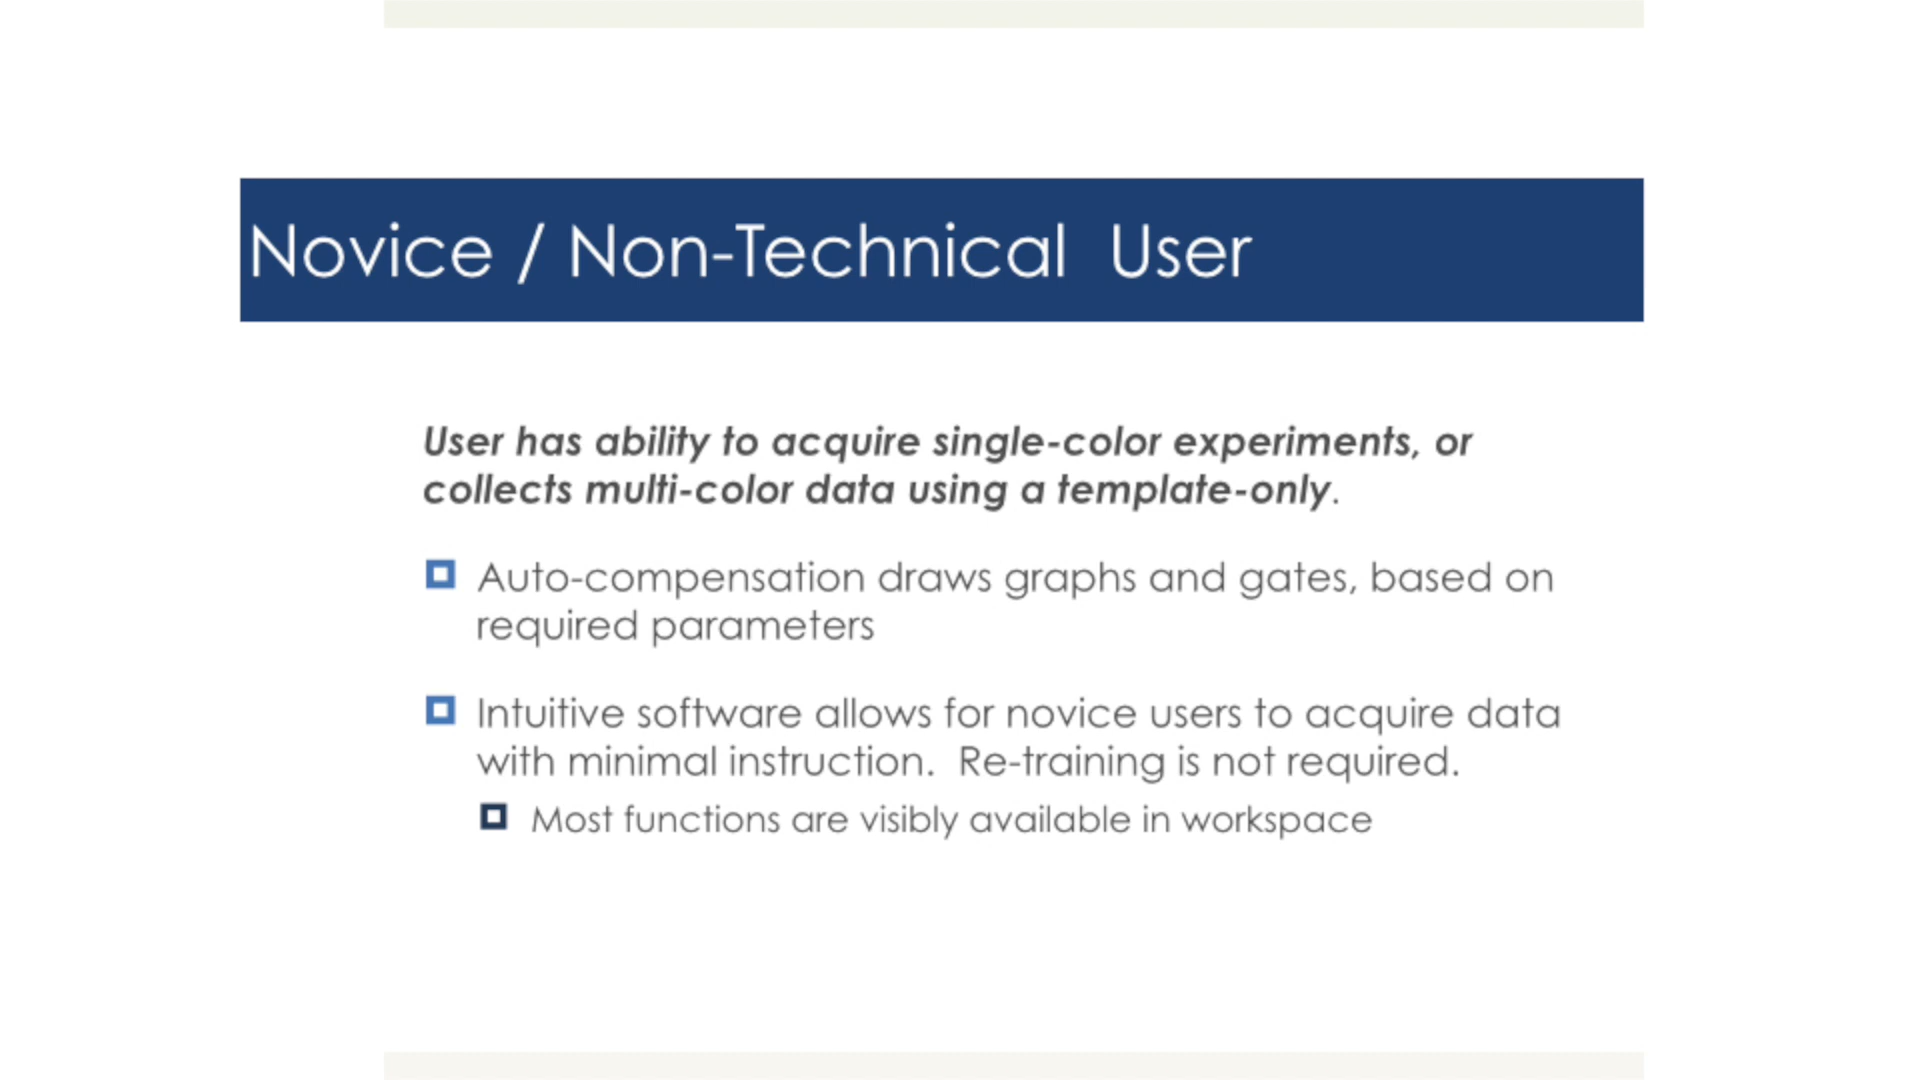 Novice / Non-Technical  User
User has ability to acquire single-color experiments, or
collects multi-color data using a template-only.
Auto-compensation draws graphs and gates, based on
required parameters
Intuitive software allows for novice users to acquire data
with minimal instruction.  Re-training is not required.
Most functions are visibly available in workspace